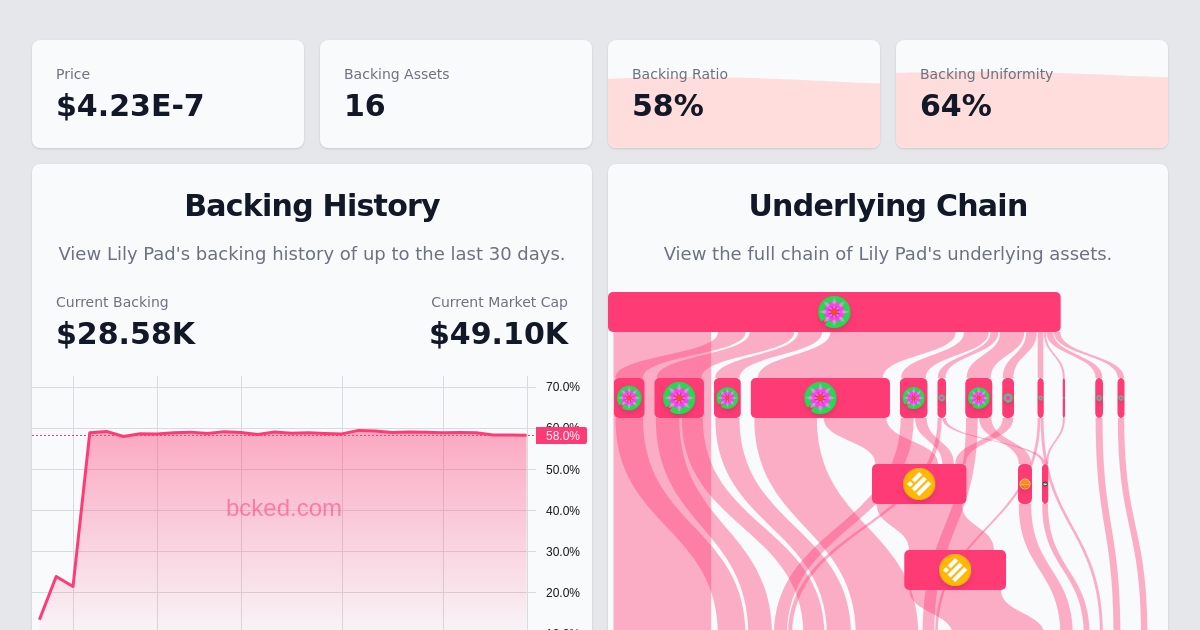 Price
$4.23E-7
Backing Assets
16
Backing Ratio
58%
Backing Uniformity
64%
Backing History
View Lily Pad's backing history of up to the last 30 days.
Current Backing
$28.58K
Current Market Cap
$49.10K
70.0%
58.0%
50.0%
40.0%
30.0%
20.0%
bcked.com
Underlying Chain
View the full chain of Lily Pad's underlying assets.